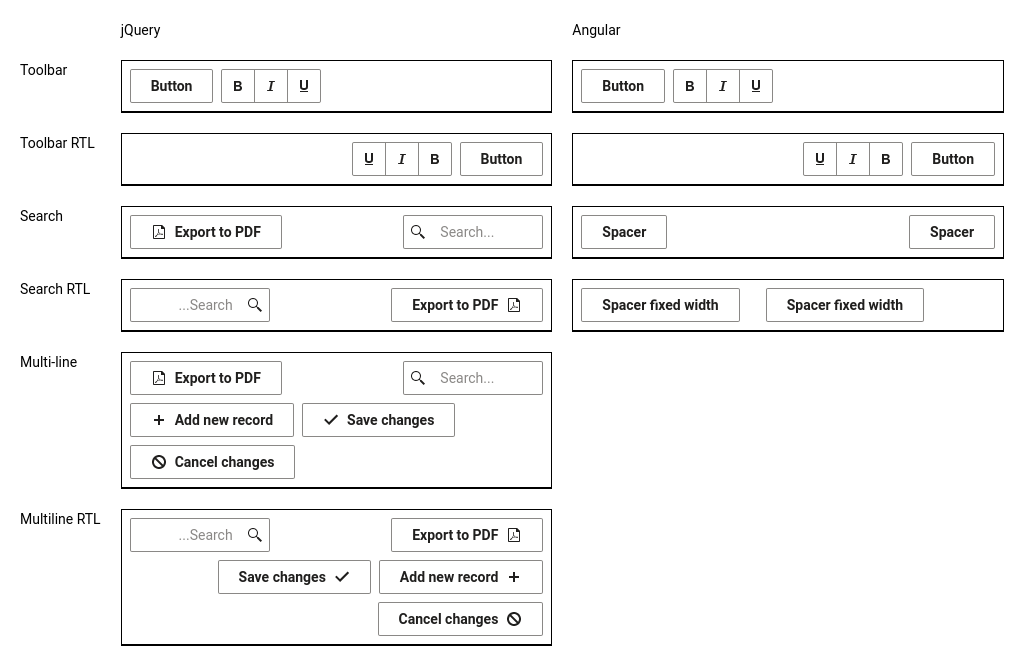 jQuery Angular
Toolbar Button B I U Button B I U
Toolbar RTL U I B Button U I B Button
Search Export to PDF Search... Spacer Spacer
Search RTL ...Search Export to PDF Spacer fixed width Spacer fixed width
Multi-line Export to PDF Search...
Add new record Save changes
Cancel changes
Multiline RTL ...Search Export to PDF
Save changes Add new record
Cancel changes